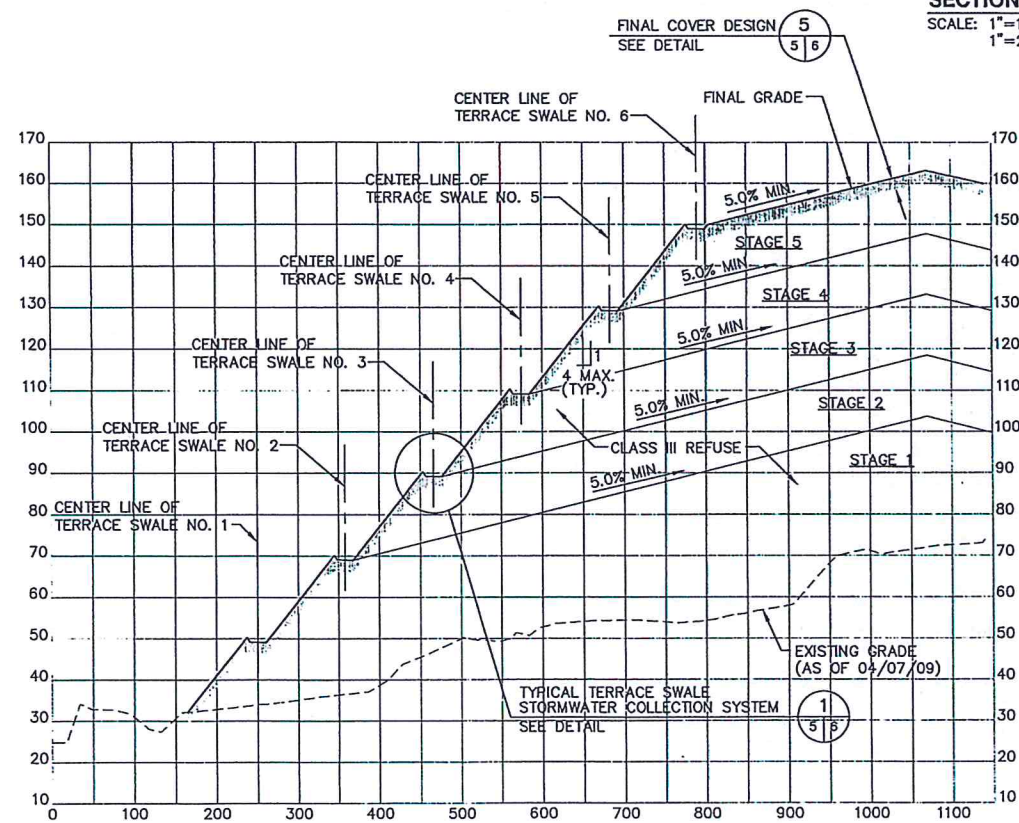 SECTION
SCALE: 1"=1
1"=2
FINAL COVER DESIGN
SEE DETAIL
5
5 6
CENTER LINE OF
TERRACE SWALE NO. 6
FINAL GRADE
CENTER LINE OF
TERRACE SWALE NO. 5
CENTER LINE OF
TERRACE SWALE NO. 4
CENTER LINE OF
TERRACE SWALE NO. 3
CENTER LINE OF
TERRACE SWALE NO. 2
CENTER LINE OF
TERRACE SWALE NO. 1
5.0% MIN.
STAGE 5
5.0% MIN.
STAGE 4
5.0% MIN.
STAGE 3
1
4 MAX.
(TYP.)
5.0% MIN.
STAGE 2
CLASS III REFUSE
5.0% MIN.
STAGE 1
EXISTING GRADE
(AS OF 04/07/09)
TYPICAL TERRACE SWALE
STORMWATER COLLECTION SYSTEM
SEE DETAIL
1
5 6
170
160
150
140
130
120
110
100
90
80
70
60
50
40
30
20
10
170
160
150
140
130
120
110
100
90
80
70
60
50
40
30
20
10
0 100 200 300 400 500 600 700 800 900 1000 1100